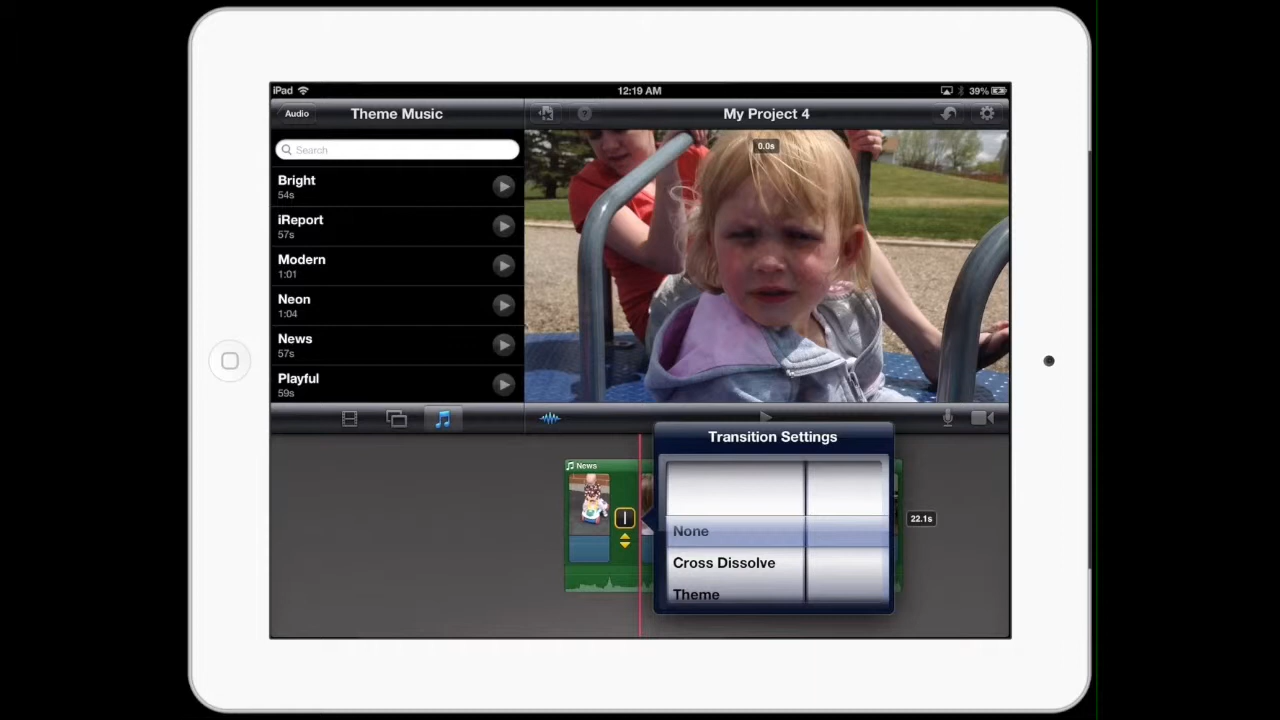 iPad
12:19 AM
39%
Audio
Theme Music
My Project 4
Search
0.0s
Bright
54s
iReport
57s
Modern
1:01
Neon
1:04
News
57s
Playful
59s
Transition Settings
News
None
Cross Dissolve
Theme
22.1s